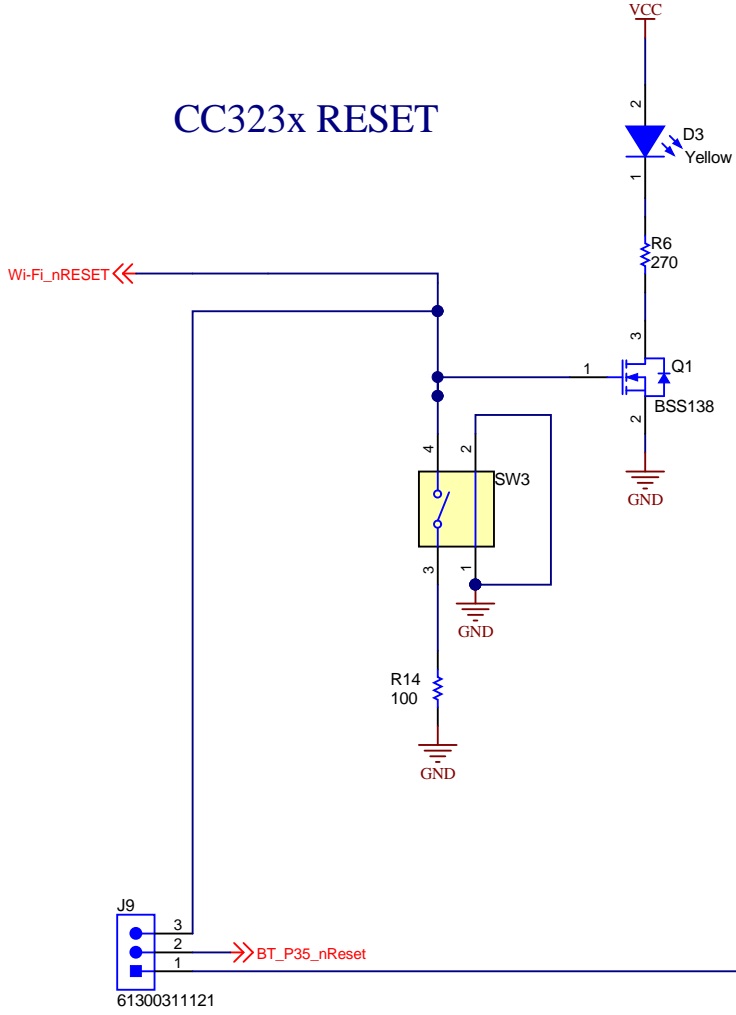 VCC
CC323x RESET
2
D3
Yellow
1
R6
270
Wi-Fi_nRESET
3
1
Q1
BSS138
2
4
2
SW3
GND
3
1
GND
R14
100
GND
J9
3
2
BT_P35_nReset
1
61300311121